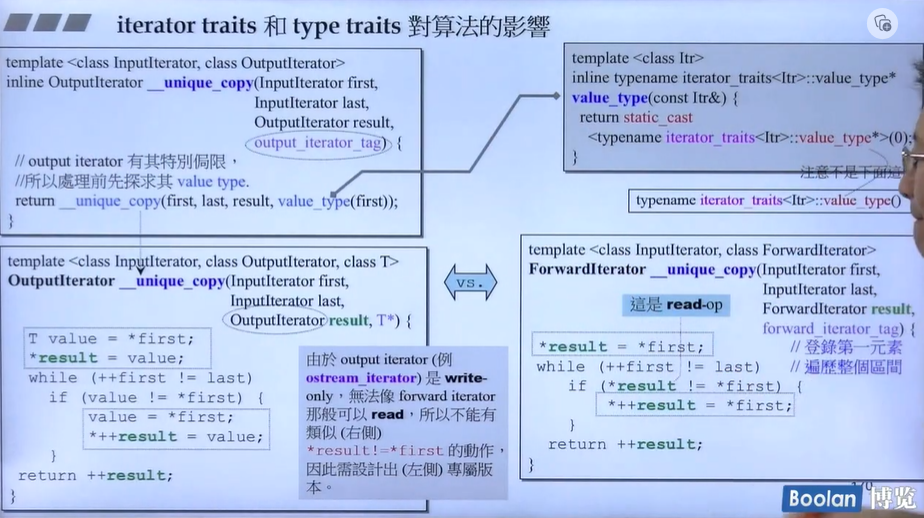 iterator traits 和 type traits 對算法的影響
template <class InputIterator, class OutputIterator>
inline OutputIterator __unique_copy(InputIterator first,
InputIterator last,
OutputIterator result,
output_iterator_tag) {
// output iterator 有其特別侷限，
//所以處理前先探求其 value type.
return __unique_copy(first, last, result, value_type(first));
}
template <class Itr>
inline typename iterator_traits<Itr>::value_type*
value_type(const Itr&) {
return static_cast
<typename iterator_traits<Itr>::value_type*>(0);
}
注意不是下面這
typename iterator_traits<Itr>::value_type()
template <class InputIterator, class OutputIterator, class T>
OutputIterator __unique_copy(InputIterator first,
InputIterator last,
OutputIterator result, T*) {
T value = *first;
*result = value;
while (++first != last)
if (value != *first) {
value = *first;
*++result = value;
}
return ++result;
}
vs.
由於 output iterator (例
ostream_iterator) 是 write-
only，無法像 forward iterator
那般可以 read，所以不能有
類似 (右側)
*result!=*first 的動作，
因此需設計出 (左側) 專屬版
本。
template <class InputIterator, class ForwardIterator>
ForwardIterator __unique_copy(InputIterator first,
InputIterator last,
ForwardIterator result,
forward_iterator_tag) {
這是 read-op
*result = *first; // 登錄第一元素
while (++first != last) // 遍歷整個區間
if (*result != *first) {
*++result = *first;
}
return ++result;
}
Boolan 博览